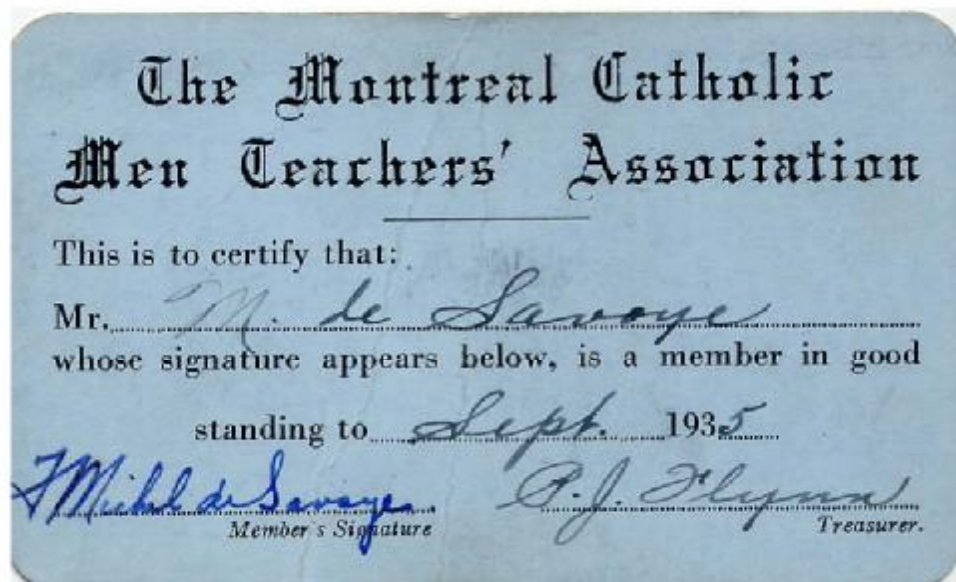 The Montreal Catholic
Men Teachers' Association
This is to certify that:
Mr. M. de Savoye
whose signature appears below, is a member in good
standing to Sept. 1935
Michel de Savoye P. J. Flynn
Member's Signature Treasurer.